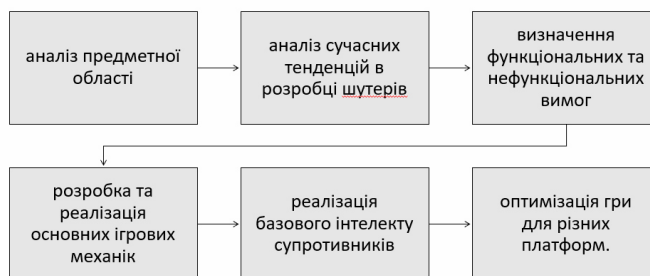 аналіз предметної
області
аналіз сучасних
тенденцій в
розробці шутерів
визначення
функціональних та
нефункціональних
вимог
розробка та
реалізація
основних ігрових
механік
реалізація
базового інтелекту
супротивників
оптимізація гри
для різних
платформ.